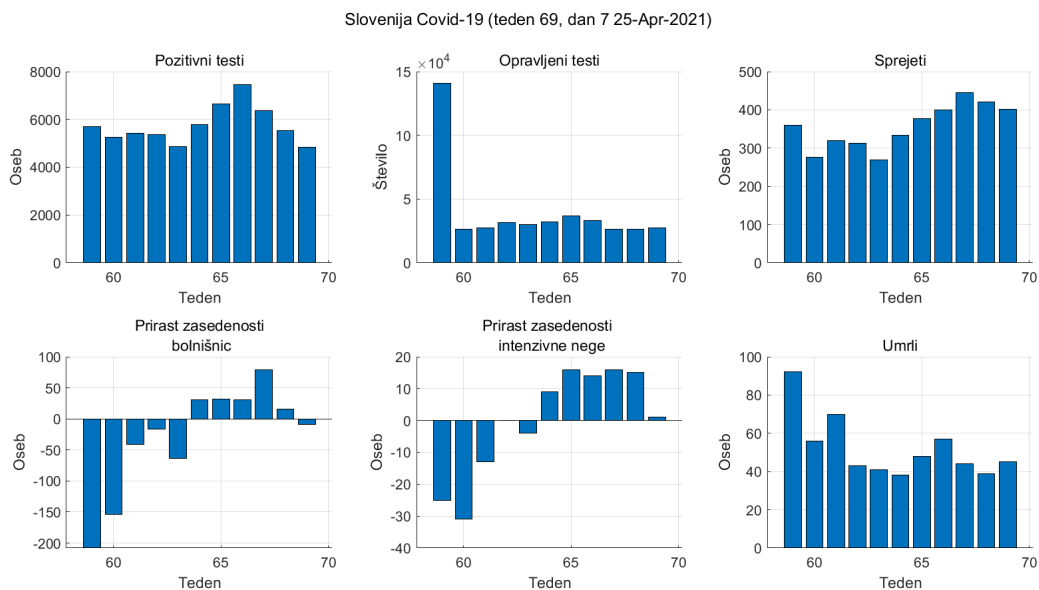 Slovenija Covid-19 (teden 69, dan 7 25-Apr-2021)
Pozitivni testi
8000
6000
4000
2000
0
Oseb
60
65
70
Teden
Opravljeni testi
×10⁴
15
10
5
0
Število
60
65
70
Teden
Sprejeti
500
400
300
200
100
0
Oseb
60
65
70
Teden
Prirast zasedenosti
bolnišnic
100
50
0
-50
-100
-150
-200
Oseb
60
65
70
Teden
Prirast zasedenosti
intenzivne nege
20
10
0
-10
-20
-30
-40
Oseb
60
65
70
Teden
Umrli
100
80
60
40
20
0
Oseb
60
65
70
Teden